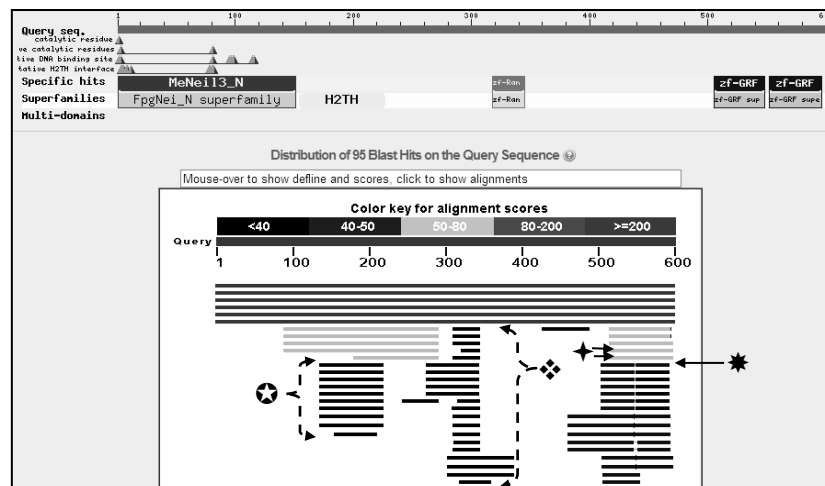 1 100 200 300 400 500 600
Query seq.
catalytic residue
ve catalytic residues
tive DNA binding site
tative H2TH interface
Specific hits MeNeil3_N zf-Ran zf-GRF zf-GRF
Superfamilies FpgNei_N superfamily H2TH zf-Ran zf-GRF sup zf-GRF supe
Multi-domains
Distribution of 95 Blast Hits on the Query Sequence
Mouse-over to show defline and scores, click to show alignments
Color key for alignment scores
<40 40-50 50-80 80-200 >=200
Query
1 100 200 300 400 500 600